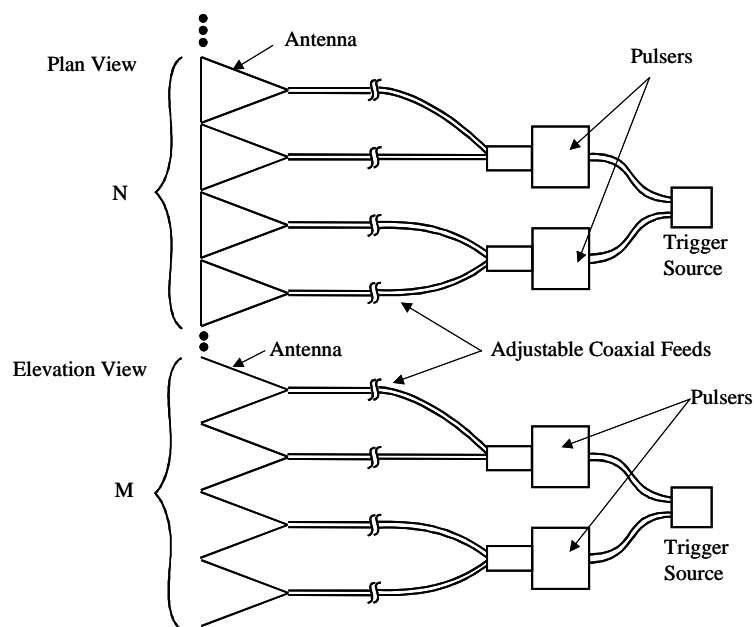 Antenna
Plan View
Pulsers
N
Trigger
Source
Antenna
Adjustable Coaxial Feeds
Elevation View
Pulsers
M
Trigger
Source